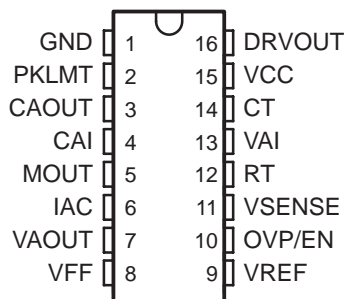 GND 1 16 DRVOUT
PKLMT 2 15 VCC
CAOUT 3 14 CT
CAI 4 13 VAI
MOUT 5 12 RT
IAC 6 11 VSENSE
VAOUT 7 10 OVP/EN
VFF 8 9 VREF